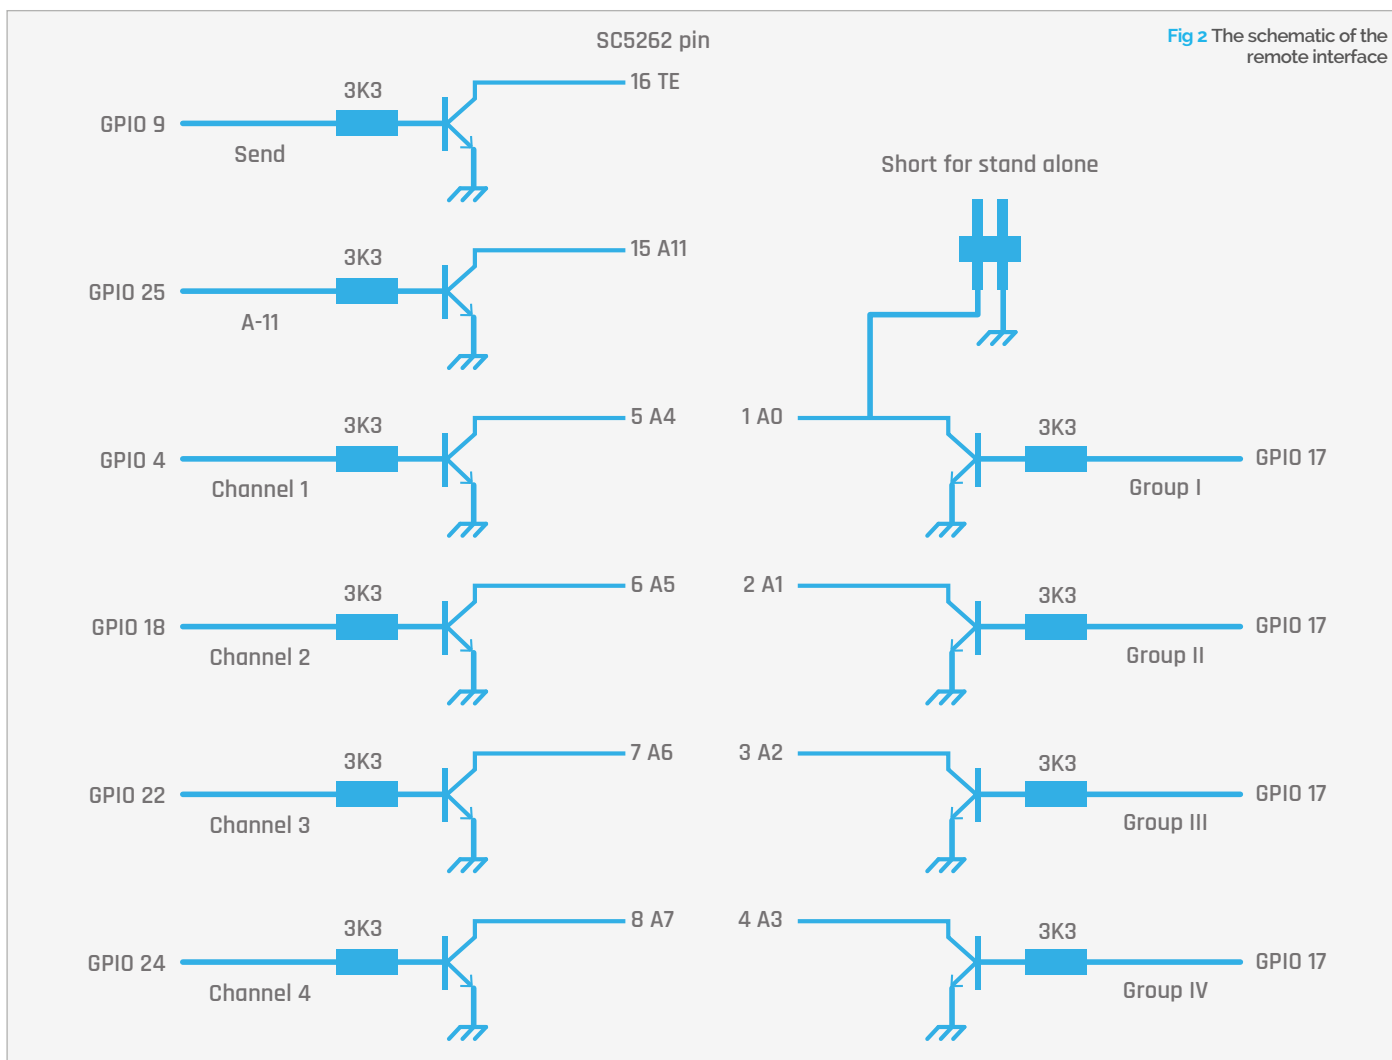 SC5262 pin
Fig 2 The schematic of the
remote interface
3K3
16 TE
GPIO 9
Send
Short for stand alone
3K3
15 A11
GPIO 25
A-11
3K3
5 A4
GPIO 4
Channel 1
1 A0
3K3
GPIO 17
Group I
3K3
6 A5
GPIO 18
Channel 2
2 A1
3K3
GPIO 17
Group II
3K3
7 A6
GPIO 22
Channel 3
3 A2
3K3
GPIO 17
Group III
3K3
8 A7
GPIO 24
Channel 4
4 A3
3K3
GPIO 17
Group IV